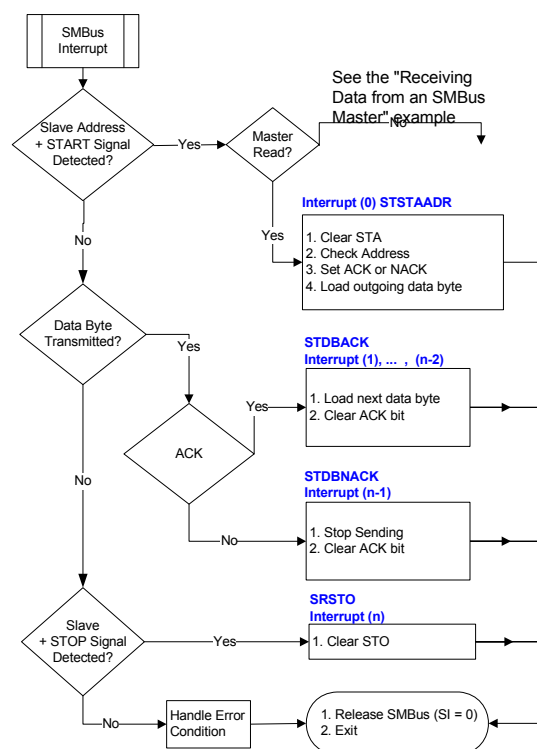 SMBus
Interrupt
See the "Receiving
Data from an SMBus
Master" example
Slave Address
+ START Signal
Detected?
Yes
Master
Read?
No
Interrupt (0) STSTAADR
Yes
1. Clear STA
2. Check Address
3. Set ACK or NACK
4. Load outgoing data byte
No
Data Byte
Transmitted?
Yes
STDBACK
Interrupt (1), ... , (n-2)
ACK
Yes
1. Load next data byte
2. Clear ACK bit
No
STDBNACK
Interrupt (n-1)
No
1. Stop Sending
2. Clear ACK bit
SRSTO
Interrupt (n)
Slave
+ STOP Signal
Detected?
Yes
1. Clear STO
No
Handle Error
Condition
1. Release SMBus (SI = 0)
2. Exit